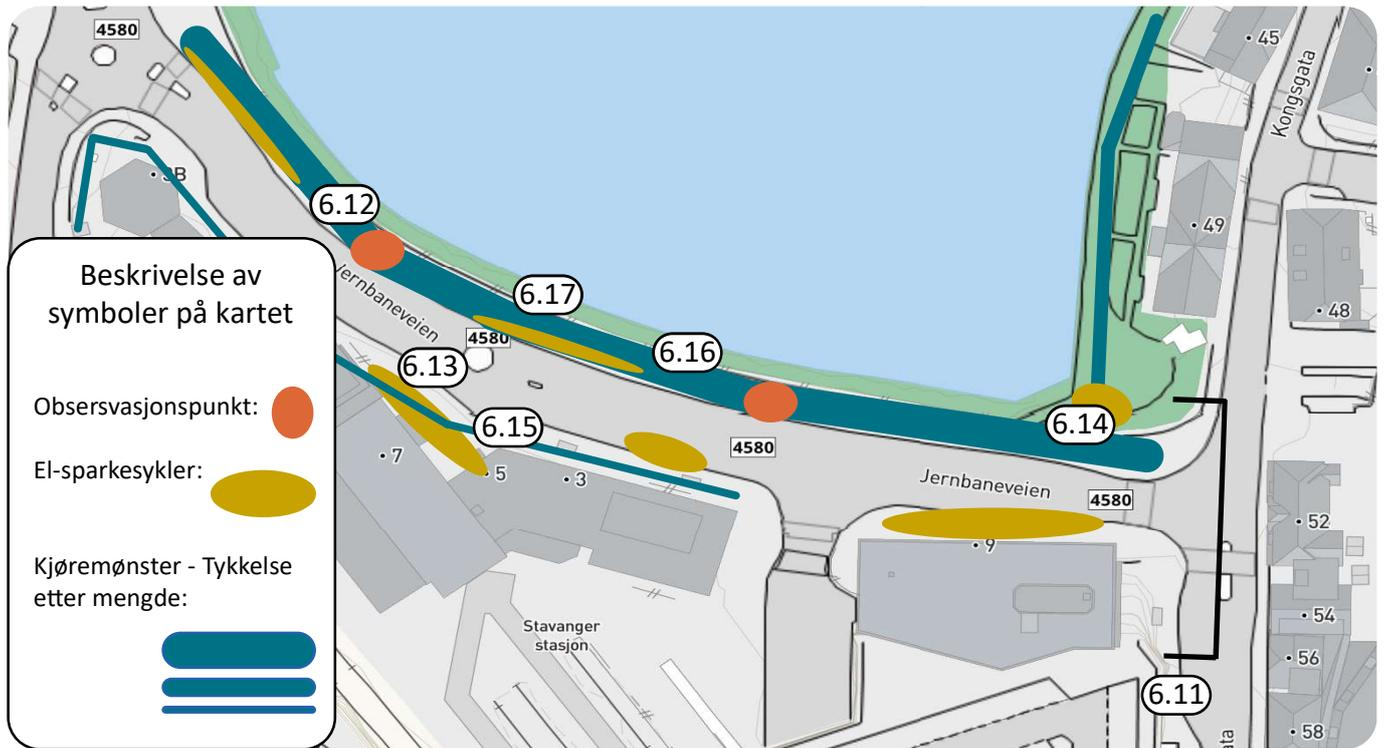 4580
45
Kongsgata
3B
6.12
49
Beskrivelse av
symboler på kartet
Jernbaneveien
6.17
48
4580
6.16
6.13
Obsersvasjonspunkt:
6.14
6.15
4580
7
5
3
El-sparkesykler:
Jernbaneveien
4580
52
9
Kjøremønster - Tykkelse
etter mengde:
54
Stavanger
stasjon
56
6.11
58